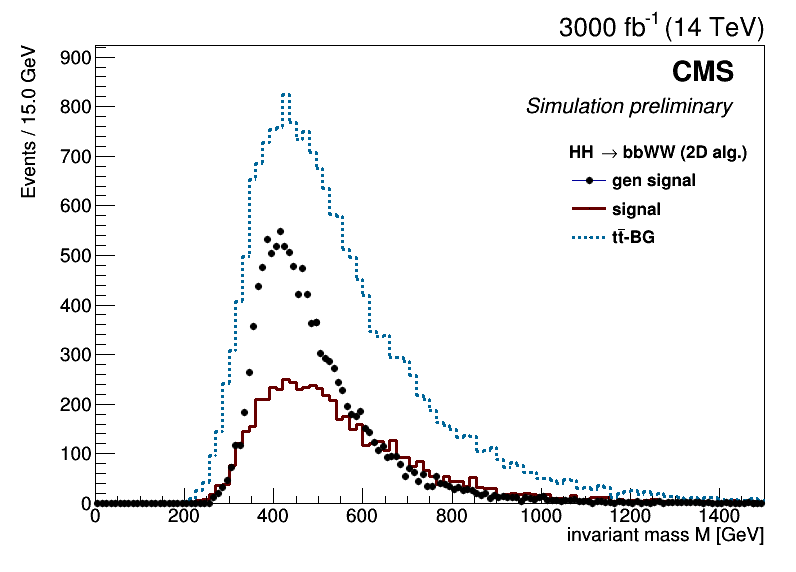 3000 fb⁻¹ (14 TeV)
Events / 15.0 GeV
CMS
Simulation preliminary
HH → bbWW (2D alg.)
gen signal
signal
tt̄-BG
900
800
700
600
500
400
300
200
100
0
0 200 400 600 800 1000 1200 1400
invariant mass M [GeV]